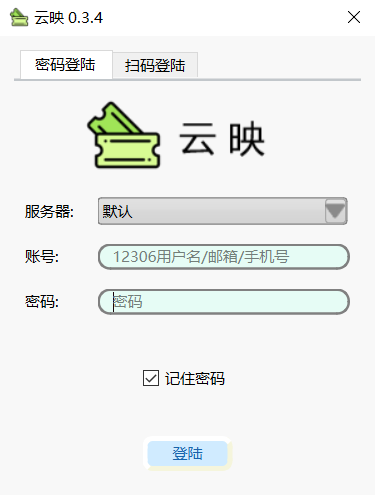 云映 0.3.4
密码登陆 扫码登陆
云映
服务器: 默认
账号: 12306用户名/邮箱/手机号
密码: 密码
记住密码
登陆